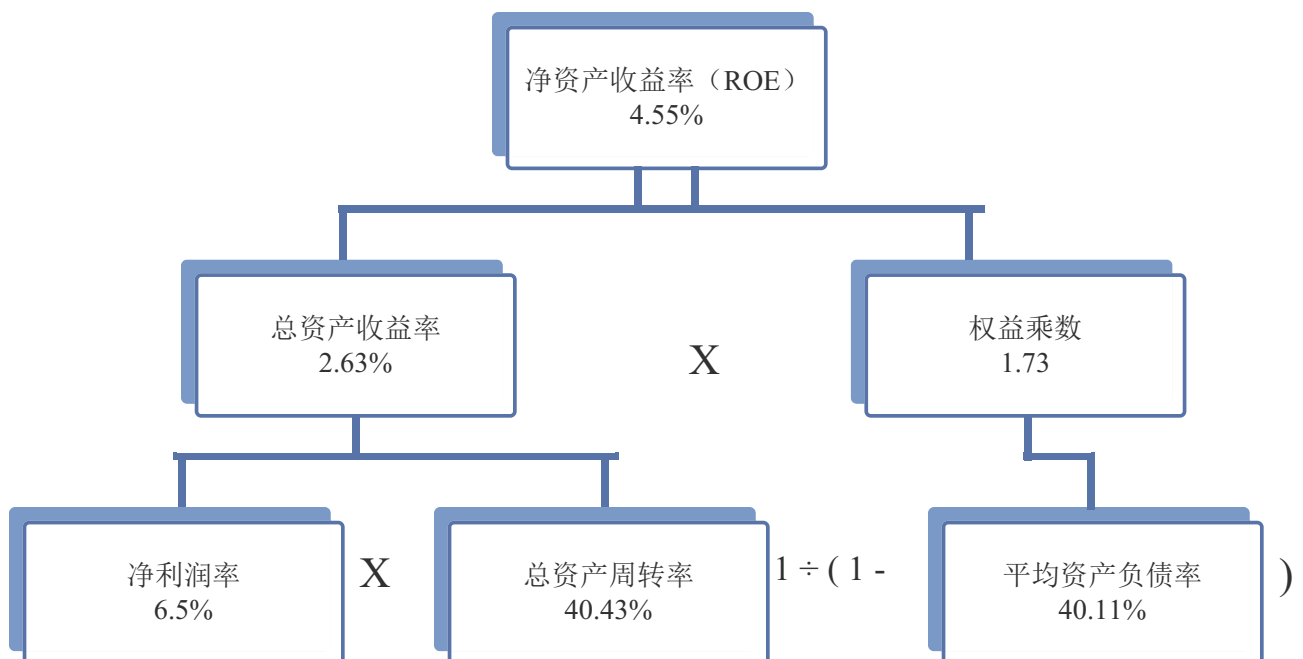 净资产收益率（ROE）
4.55%
总资产收益率
2.63%
X
权益乘数
1.73
净利润率
6.5%
X
总资产周转率
40.43%
1 ÷ ( 1 -
平均资产负债率
40.11%
)